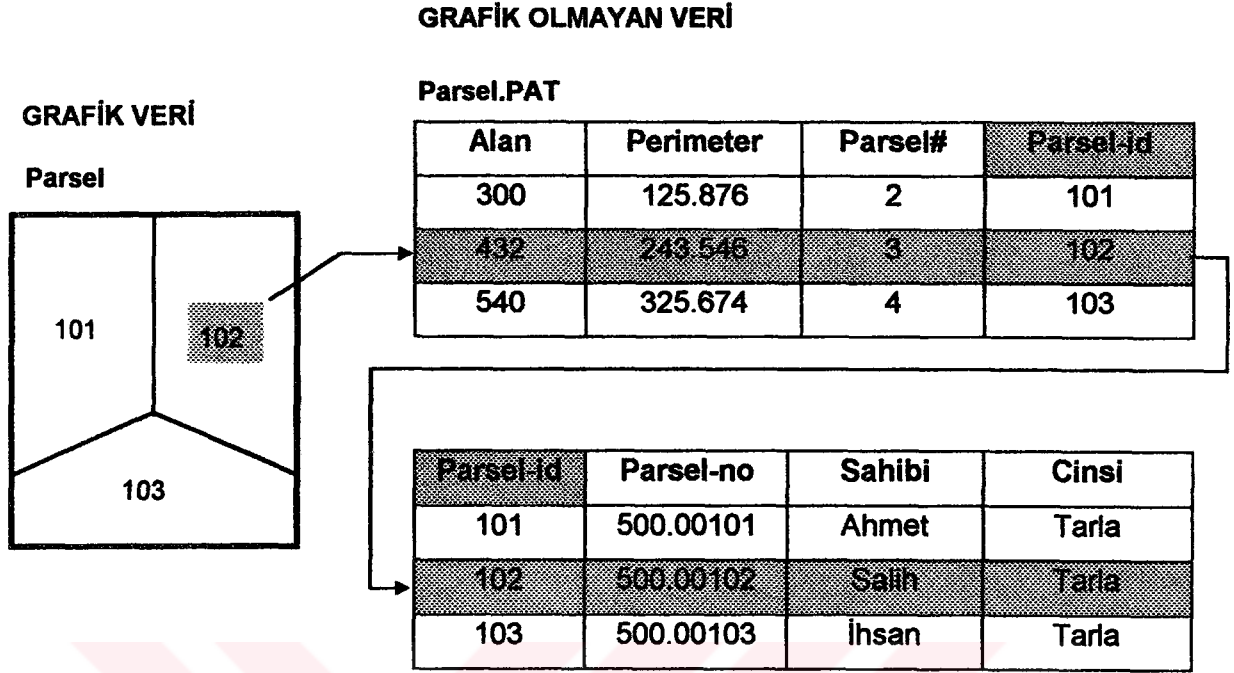 GRAFİK OLMAYAN VERİ
GRAFİK VERİ
Parsel
101
102
103
Parsel.PAT
Alan Perimeter Parsel# Parsel-id
300 125.876 2 101
432 243.546 3 102
540 325.674 4 103
Parsel-id Parsel-no Sahibi Cinsi
101 500.00101 Ahmet Tarla
102 500.00102 Salih Tarla
103 500.00103 İhsan Tarla